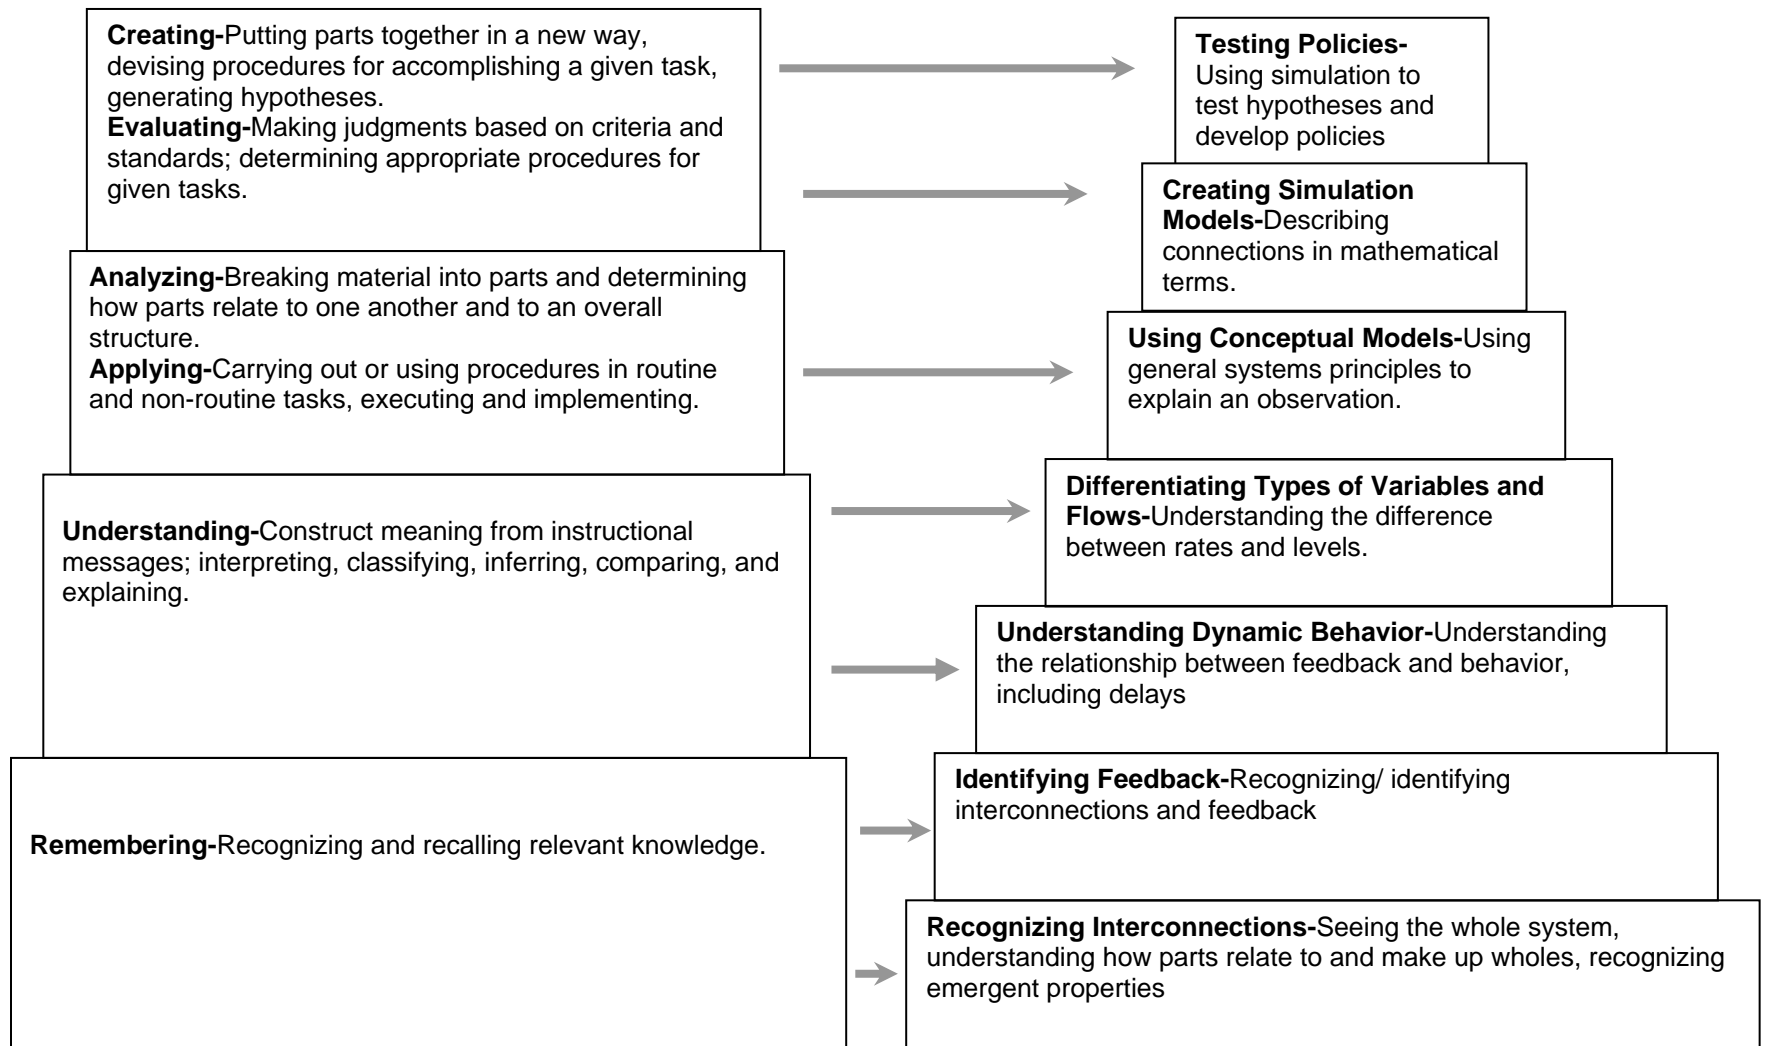 Creating-Putting parts together in a new way,
devising procedures for accomplishing a given task,
generating hypotheses.
Evaluating-Making judgments based on criteria and
standards; determining appropriate procedures for
given tasks.
Analyzing-Breaking material into parts and determining
how parts relate to one another and to an overall
structure.
Applying-Carrying out or using procedures in routine
and non-routine tasks, executing and implementing.
Understanding-Construct meaning from instructional
messages; interpreting, classifying, inferring, comparing, and
explaining.
Remembering-Recognizing and recalling relevant knowledge.
Testing Policies-
Using simulation to
test hypotheses and
develop policies
Creating Simulation
Models-Describing
connections in mathematical
terms.
Using Conceptual Models-Using
general systems principles to
explain an observation.
Differentiating Types of Variables and
Flows-Understanding the difference
between rates and levels.
Understanding Dynamic Behavior-Understanding
the relationship between feedback and behavior,
including delays
Identifying Feedback-Recognizing/ identifying
interconnections and feedback
Recognizing Interconnections-Seeing the whole system,
understanding how parts relate to and make up wholes, recognizing
emergent properties